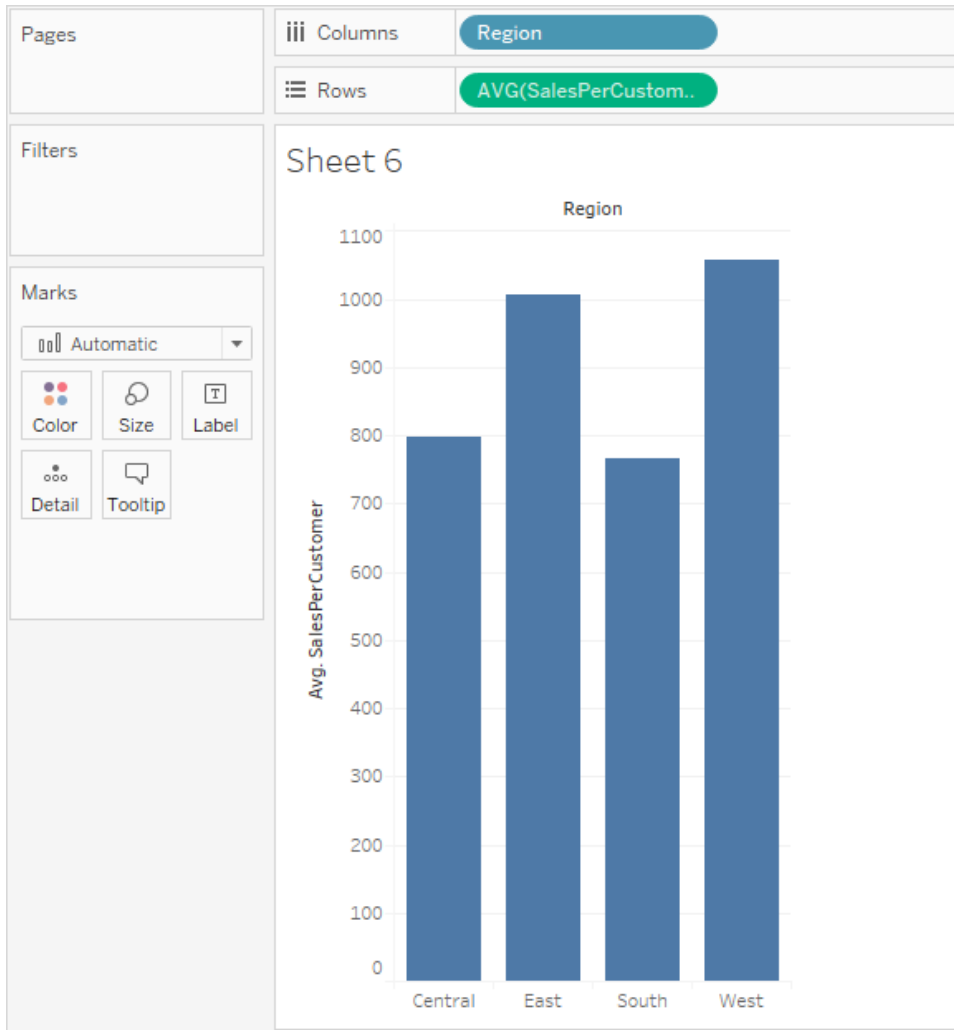 Pages
Columns
Region
Rows
AVG(SalesPerCustom..
Filters
Marks
Automatic
Color
Size
T
Label
Detail
Tooltip
Sheet 6
Region
1100
1000
900
800
700
600
500
400
300
200
100
0
Avg. SalesPerCustomer
Central East South West